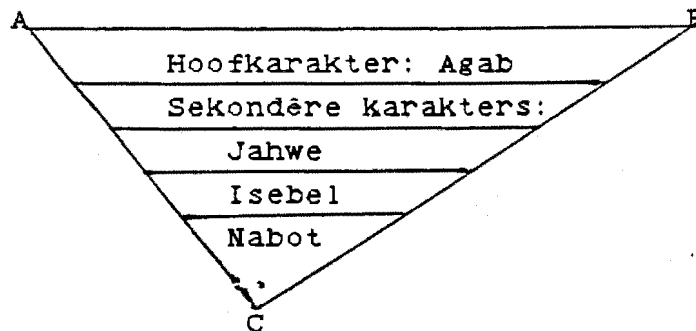 A B
Hoofkarakter: Agab
Sekondêre karakters:
Jahwe
Isebel
Nabot
C